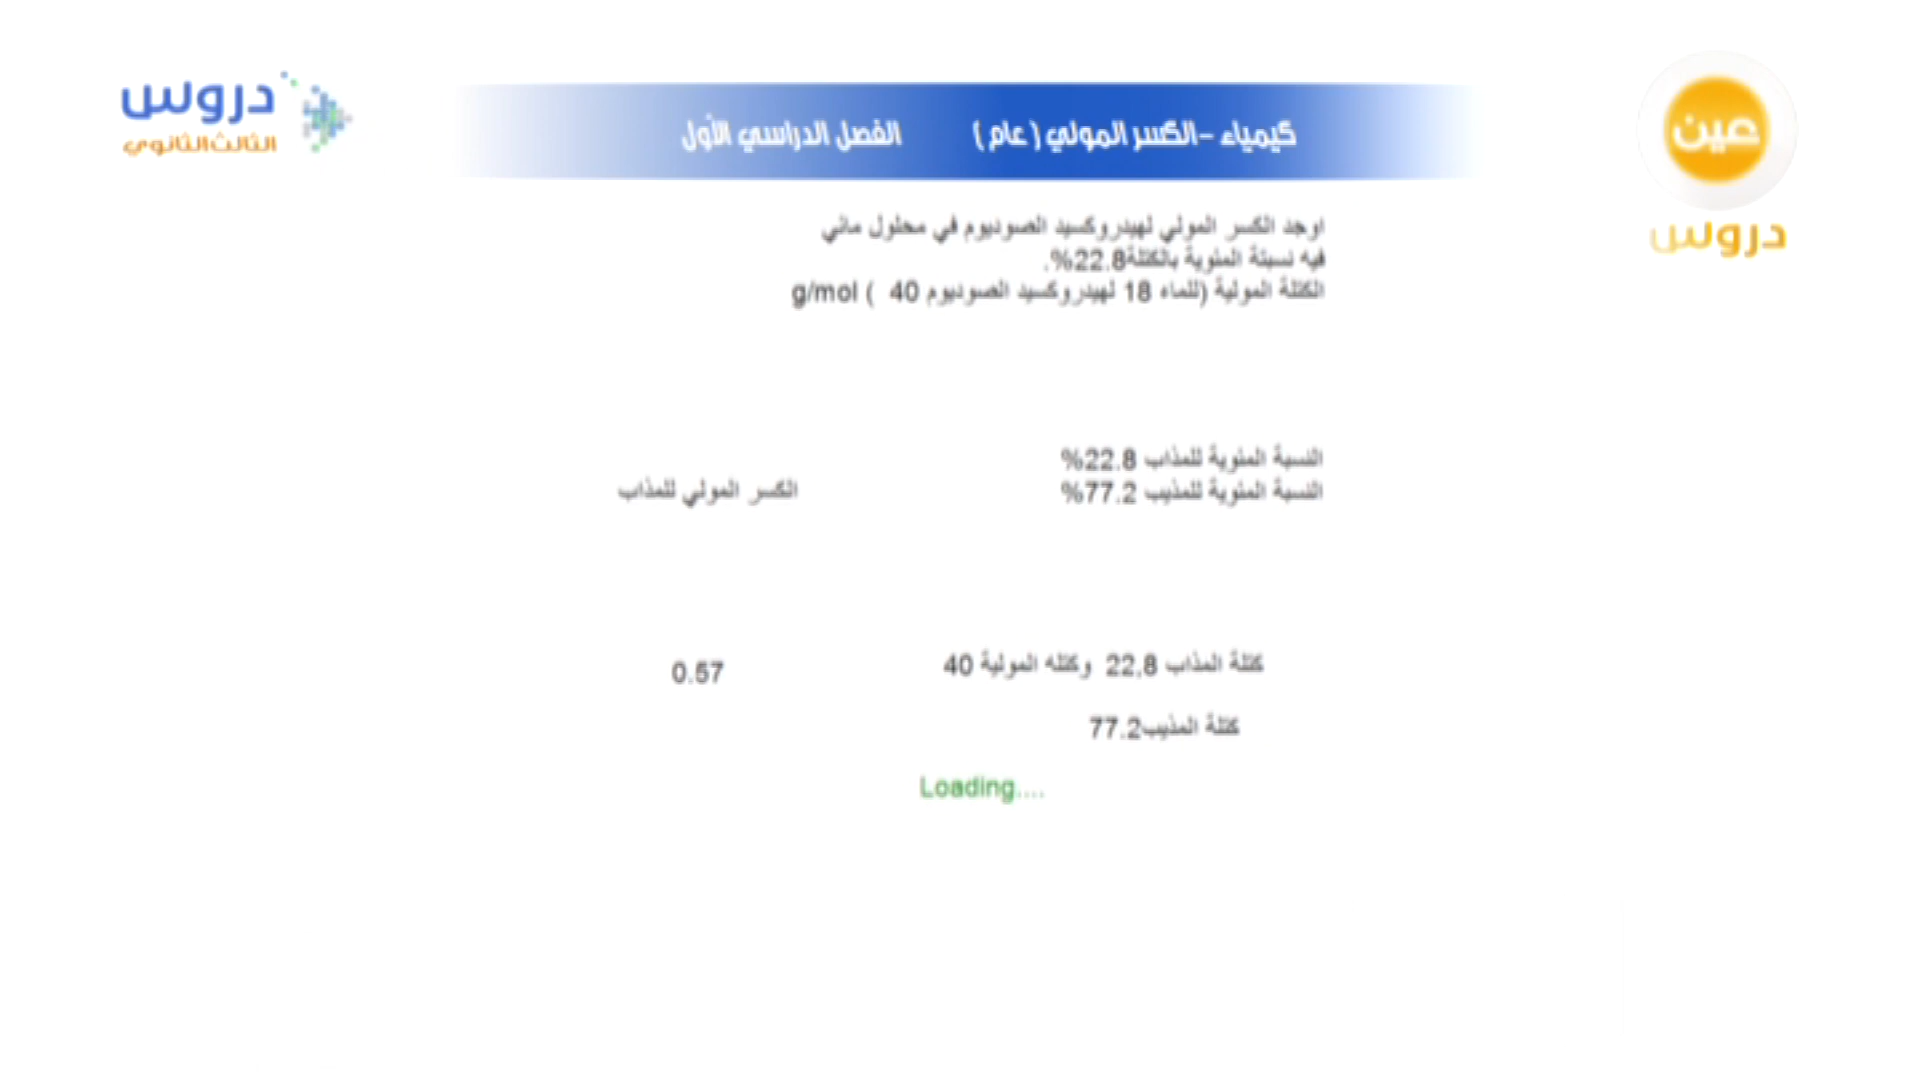 دروس
الثالث الثانوي
كيمياء - الكسر المولي ( عام ) الفصل الدراسي الأول
عين
دروس
اوجد الكسر المولي لهيدروكسيد الصوديوم في محلول مائي
فيه نسبتة المئوية بالكتلة22.8%.
الكتلة المولية (للماء 18 لهيدروكسيد الصوديوم 40 ) g/mol
النسبة المئوية للمذاب 22.8%
النسبة المئوية للمذيب 77.2%
الكسر المولي للمذاب
كتلة المذاب 22,8 وكتله المولية 40
0.57
كتلة المذيب77.2
Loading....